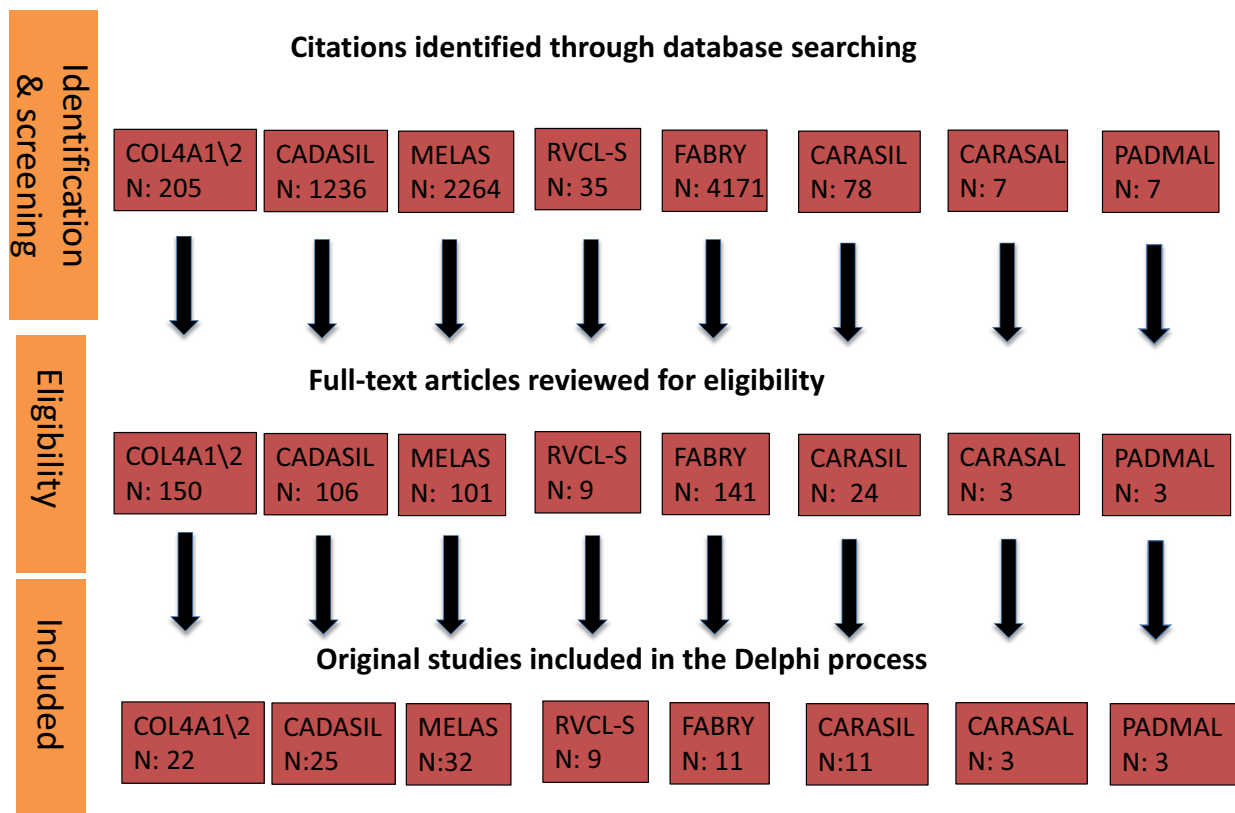 Citations identified through database searching
Identification
& screening
COL4A1\2
N: 205
CADASIL
N: 1236
MELAS
N: 2264
RVCL-S
N: 35
FABRY
N: 4171
CARASIL
N: 78
CARASAL
N: 7
PADMAL
N: 7
Eligibility
Full-text articles reviewed for eligibility
COL4A1\2
N: 150
CADASIL
N: 106
MELAS
N: 101
RVCL-S
N: 9
FABRY
N: 141
CARASIL
N: 24
CARASAL
N: 3
PADMAL
N: 3
Included
Original studies included in the Delphi process
COL4A1\2
N: 22
CADASIL
N:25
MELAS
N:32
RVCL-S
N: 9
FABRY
N: 11
CARASIL
N:11
CARASAL
N: 3
PADMAL
N: 3